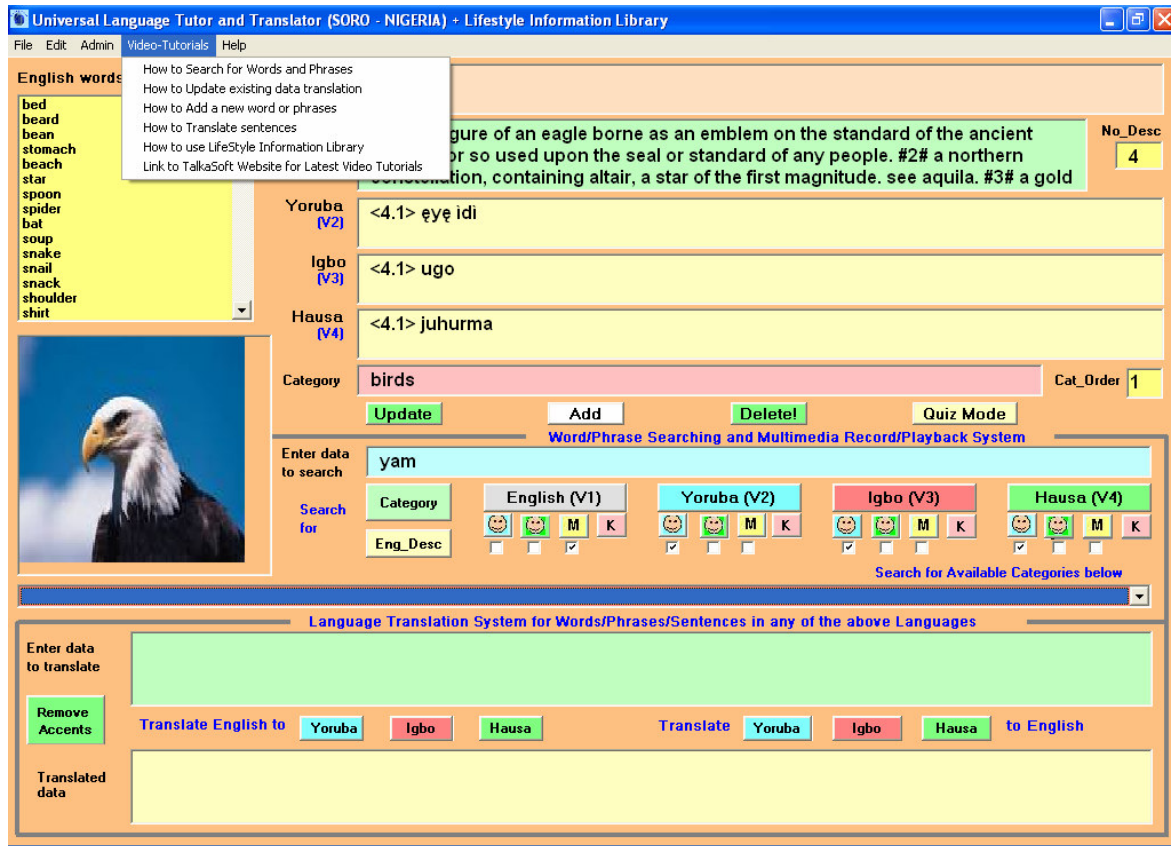 Universal Language Tutor and Translator (SORO - NIGERIA) + Lifestyle Information Library
File Edit Admin Video-Tutorials Help
How to Search for Words and Phrases
How to Update existing data translation
How to Add a new word or phrases
How to Translate sentences
How to use LifeStyle Information Library
Link to TalkaSoft Website for Latest Video Tutorials
English words
bed
beard
bean
stomach
beach
star
spoon
spider
bat
soup
snake
snail
snack
shoulder
shirt
gure of an eagle borne as an emblem on the standard of the ancient
or so used upon the seal or standard of any people. #2# a northern
constellation, containing altair, a star of the first magnitude. see aquila. #3# a gold
No_Desc
4
Yoruba
(V2)
<4.1> ẹyẹ idi
Igbo
(V3)
<4.1> ugo
Hausa
(V4)
<4.1> juhurma
Category
birds
Cat_Order 1
Update Add Delete! Quiz Mode
Word/Phrase Searching and Multimedia Record/Playback System
Enter data
to search
yam
Search
for
Category
Eng_Desc
English (V1) Yoruba (V2) Igbo (V3) Hausa (V4)
M K M K M K M K
Search for Available Categories below
Language Translation System for Words/Phrases/Sentences in any of the above Languages
Enter data
to translate
Remove
Accents
Translate English to Yoruba Igbo Hausa Translate Yoruba Igbo Hausa to English
Translated
data